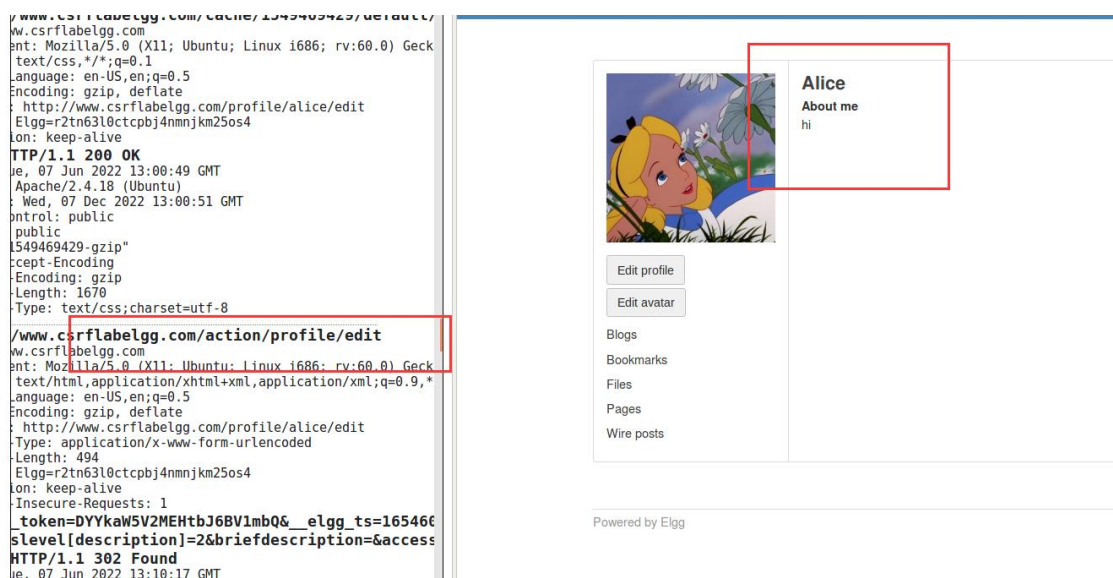 /www.csrflabelgg.com/cache/1549469429/default/
ww.csrflabelgg.com
ent: Mozilla/5.0 (X11; Ubuntu; Linux i686; rv:60.0) Geck
text/css,*/*;q=0.1
Language: en-US,en;q=0.5
Encoding: gzip, deflate
: http://www.csrflabelgg.com/profile/alice/edit
Elgg=r2tn63l0ctcpbj4nmnjkm25os4
ion: keep-alive
TTP/1.1 200 OK
ue, 07 Jun 2022 13:00:49 GMT
Apache/2.4.18 (Ubuntu)
: Wed, 07 Dec 2022 13:00:51 GMT
ontrol: public
public
1549469429-gzip"
ccept-Encoding
-Encoding: gzip
-Length: 1670
-Type: text/css;charset=utf-8
/www.csrflabelgg.com/action/profile/edit
ww.csrflabelgg.com
ent: Mozilla/5.0 (X11; Ubuntu; Linux i686; rv:60.0) Geck
text/html,application/xhtml+xml,application/xml;q=0.9,*
Language: en-US,en;q=0.5
Encoding: gzip, deflate
: http://www.csrflabelgg.com/profile/alice/edit
-Type: application/x-www-form-urlencoded
-Length: 494
Elgg=r2tn63l0ctcpbj4nmnjkm25os4
ion: keep-alive
-Insecure-Requests: 1
_token=DYYkaW5V2MEHtbJ6BV1mbQ&__elgg_ts=165460
slevel[description]=2&briefdescription=&access
HTTP/1.1 302 Found
ue, 07 Jun 2022 13:10:17 GMT
Alice
About me
hi
Edit profile
Edit avatar
Blogs
Bookmarks
Files
Pages
Wire posts
Powered by Elgg